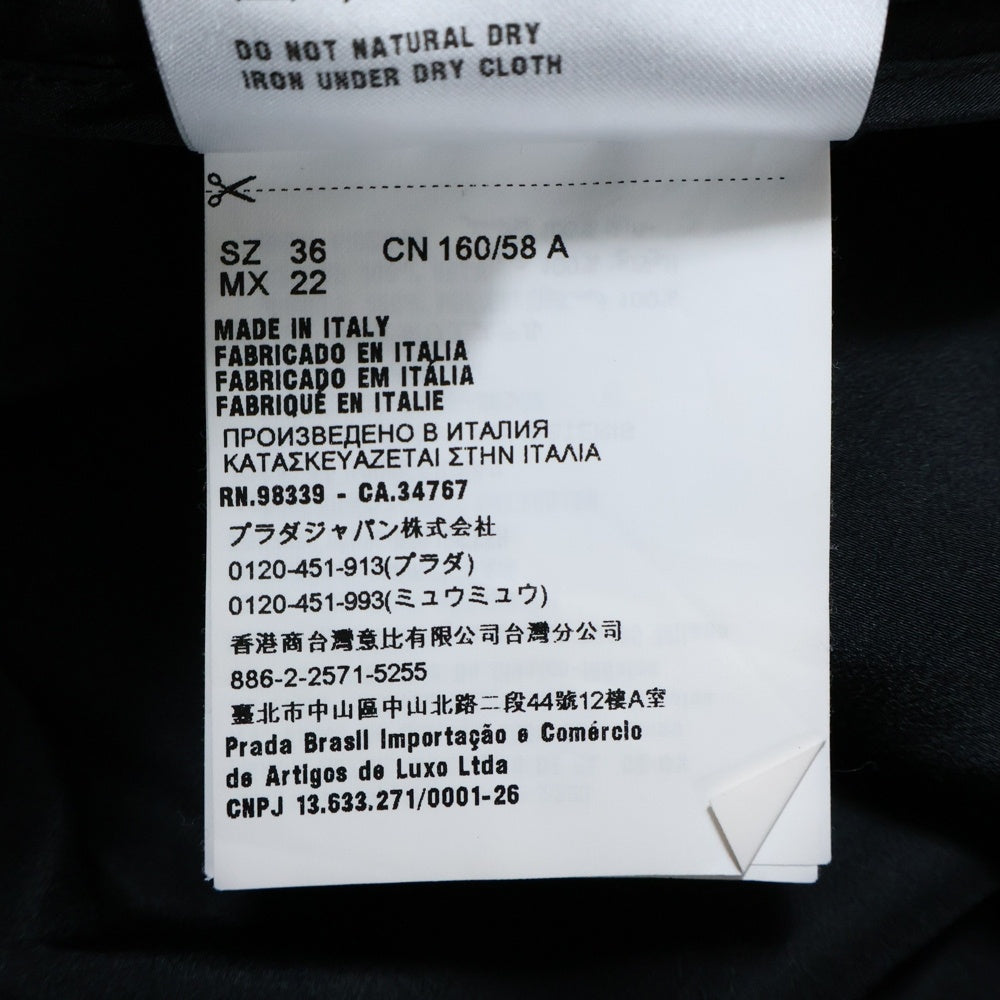 DO NOT NATURAL DRY
IRON UNDER DRY CLOTH
SZ 36 CN 160/58 A
MX 22
MADE IN ITALY
FABRICADO EN ITALIA
FABRICADO EM ITÁLIA
FABRIQUÉ EN ITALIE
ПРОИЗВЕДЕНО В ИТАЛИЯ
ΚΑΤΑΣΚΕΥΑΖΕΤΑΙ ΣΤΗΝ ΙΤΑΛΙΑ
RN.98339 - CA.34767
プラダジャパン株式会社
0120-451-913(プラダ)
0120-451-993(ミュウミュウ)
香港商台灣意比有限公司台灣分公司
886-2-2571-5255
臺北市中山區中山北路二段44號12樓A室
Prada Brasil Importação e Comércio
de Artigos de Luxo Ltda
CNPJ 13.633.271/0001-26